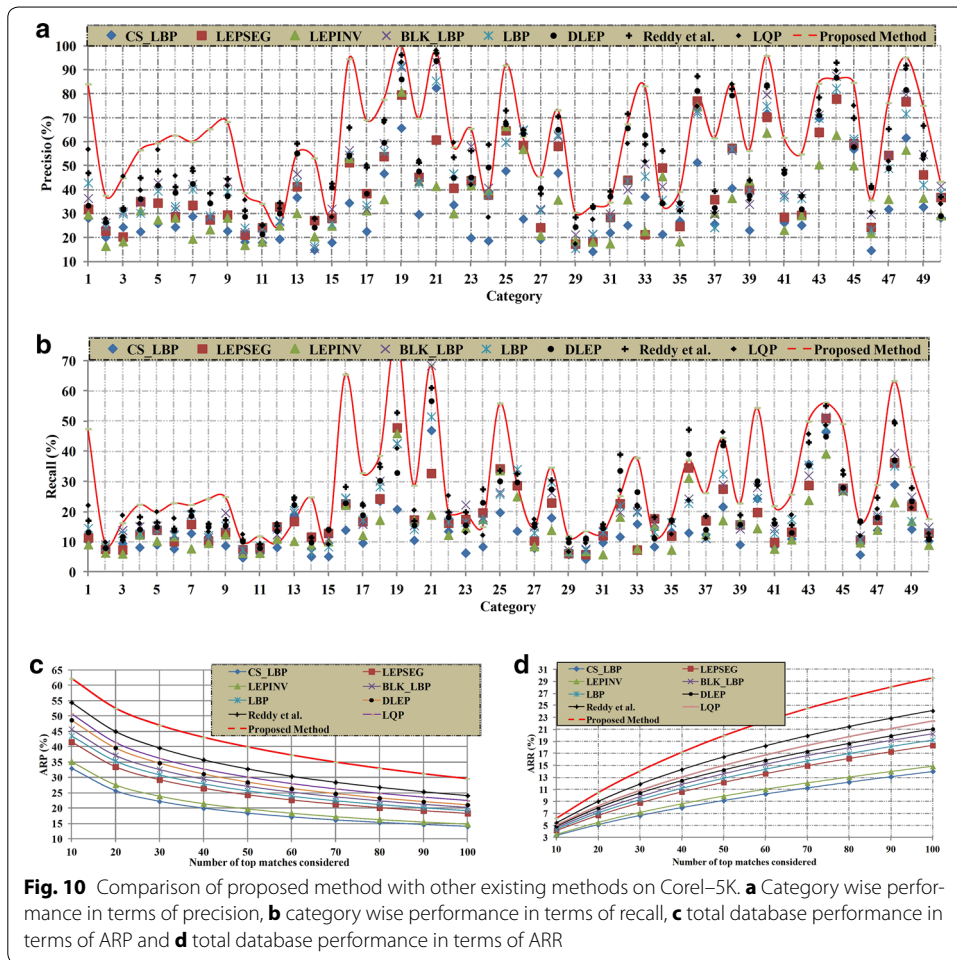 a
CS_LBP LEPSEG LEPINV BLK_LBP LBP DLEP Reddy et al. LQP Proposed Method
Precisio (%)
100
90
80
70
60
50
40
30
20
10
1 3 5 7 9 11 13 15 17 19 21 23 25 27 29 31 33 35 37 39 41 43 45 47 49
Category
b
CS_LBP LEPSEG LEPINV BLK_LBP LBP DLEP Reddy et al. LQP Proposed Method
Recall (%)
70
60
50
40
30
20
10
0
1 3 5 7 9 11 13 15 17 19 21 23 25 27 29 31 33 35 37 39 41 43 45 47 49
Category
c
CS_LBP LEPSEG
LEPINV BLK_LBP
LBP DLEP
Reddy et al. LQP
Proposed Method
ARP (%)
65
60
55
50
45
40
35
30
25
20
15
10
10 20 30 40 50 60 70 80 90 100
Number of top matches considered
d
CS_LBP LEPSEG
LEPINV BLK_LBP
LBP DLEP
Reddy et al. LQP
Proposed Method
ARR (%)
31
29
27
25
23
21
19
17
15
13
11
9
7
5
3
10 20 30 40 50 60 70 80 90 100
Number of top matches considered
Fig. 10 Comparison of proposed method with other existing methods on Corel–5K. a Category wise perfor-
mance in terms of precision, b category wise performance in terms of recall, c total database performance in
terms of ARP and d total database performance in terms of ARR